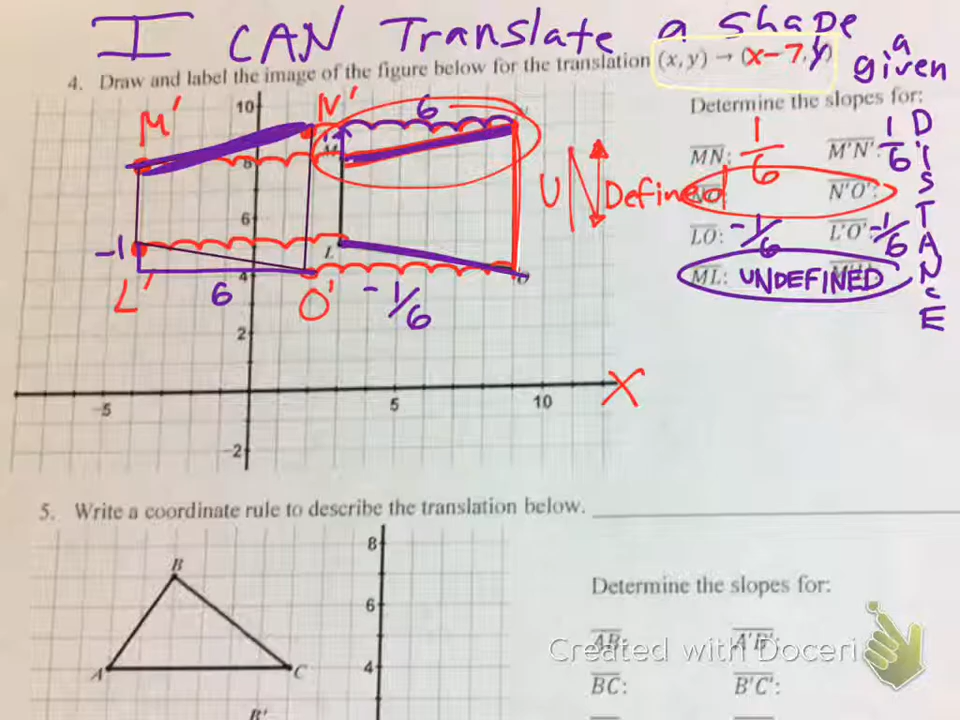 I CAN Translate a shape
a
given
DISTANCE
4. Draw and label the image of the figure below for the translation (x, y) → (x-7, y)
Determine the slopes for:
MN: 1/6
M'N': 1/6
N'O':
LO: -1/6
L'O': -1/6
ML: UNDEFINED
UNDefined
M'
N'
L'
O'
L
6
-1
6
-1/6
10
8
6
4
2
-2
-5
5
10
X
5. Write a coordinate rule to describe the translation below.
B
A
C
B'
8
6
4
Determine the slopes for:
AB:
A'B':
BC:
B'C':
Created with Doceri